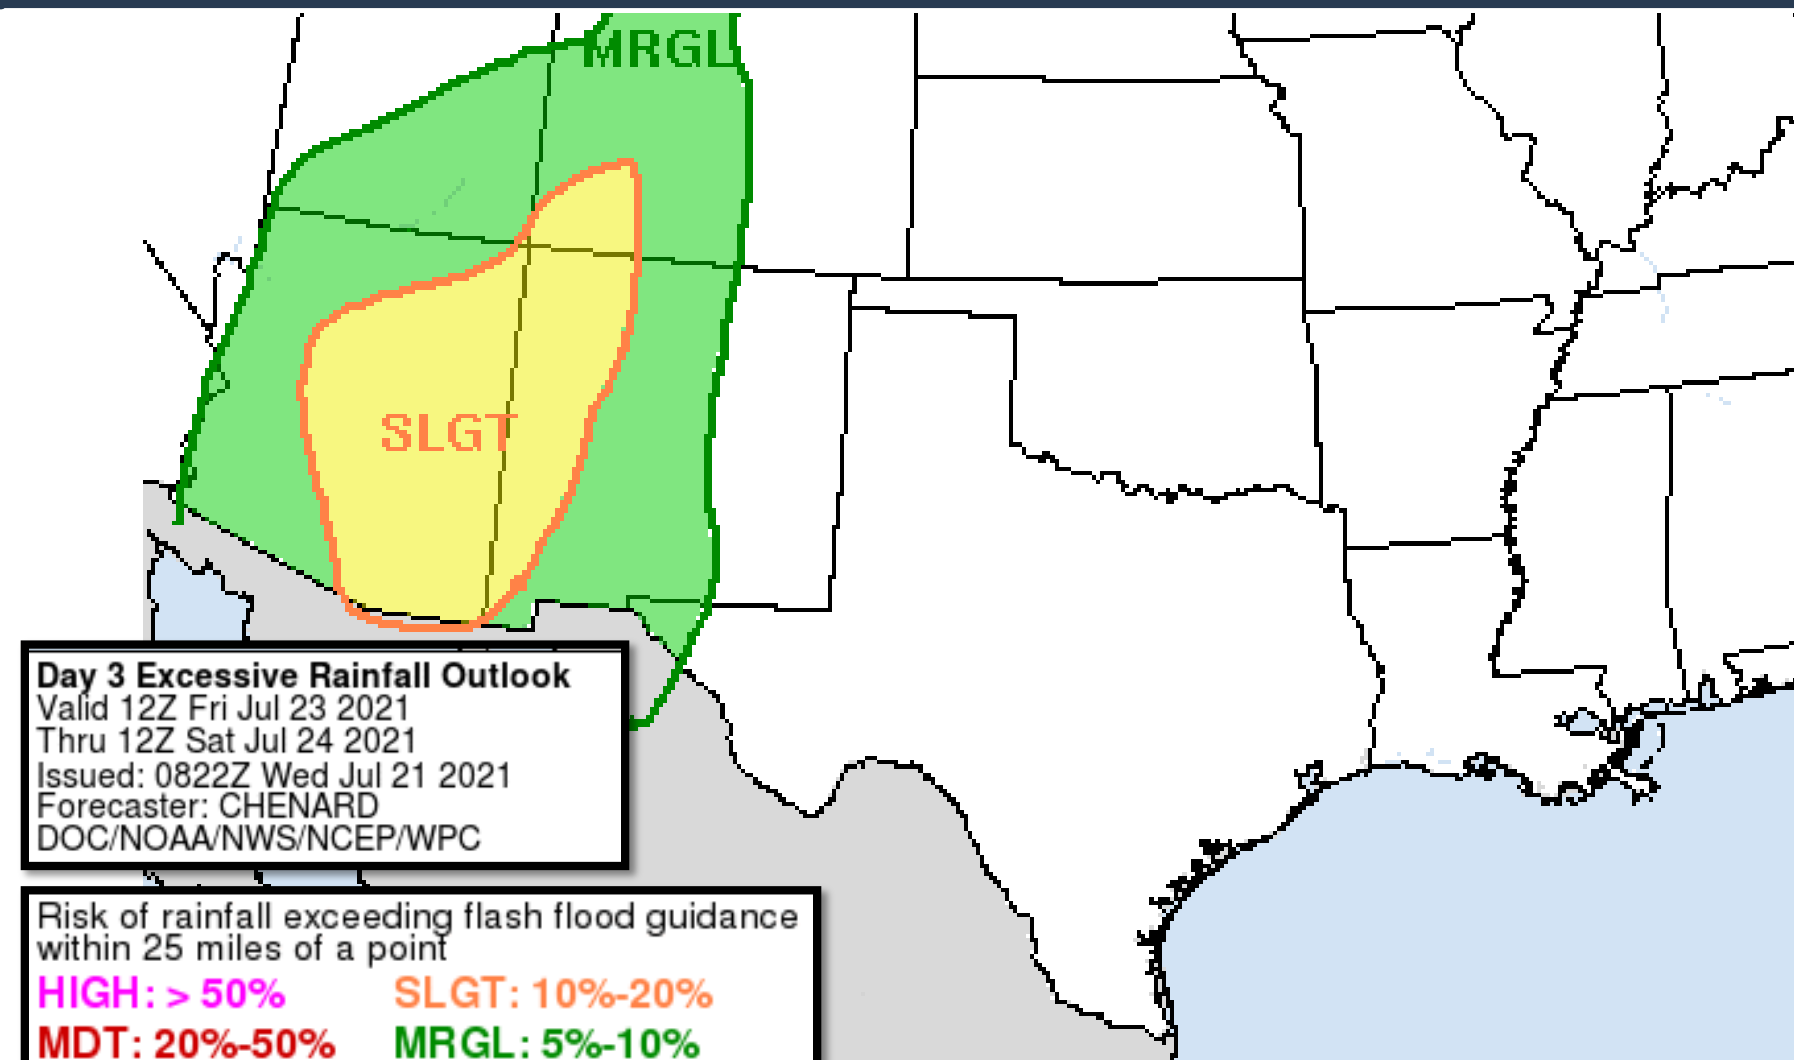 MRGL
SLGT
Day 3 Excessive Rainfall Outlook
Valid 12Z Fri Jul 23 2021
Thru 12Z Sat Jul 24 2021
Issued: 0822Z Wed Jul 21 2021
Forecaster: CHENARD
DOC/NOAA/NWS/NCEP/WPC
Risk of rainfall exceeding flash flood guidance
within 25 miles of a point
HIGH: > 50% SLGT: 10%-20%
MDT: 20%-50% MRGL: 5%-10%